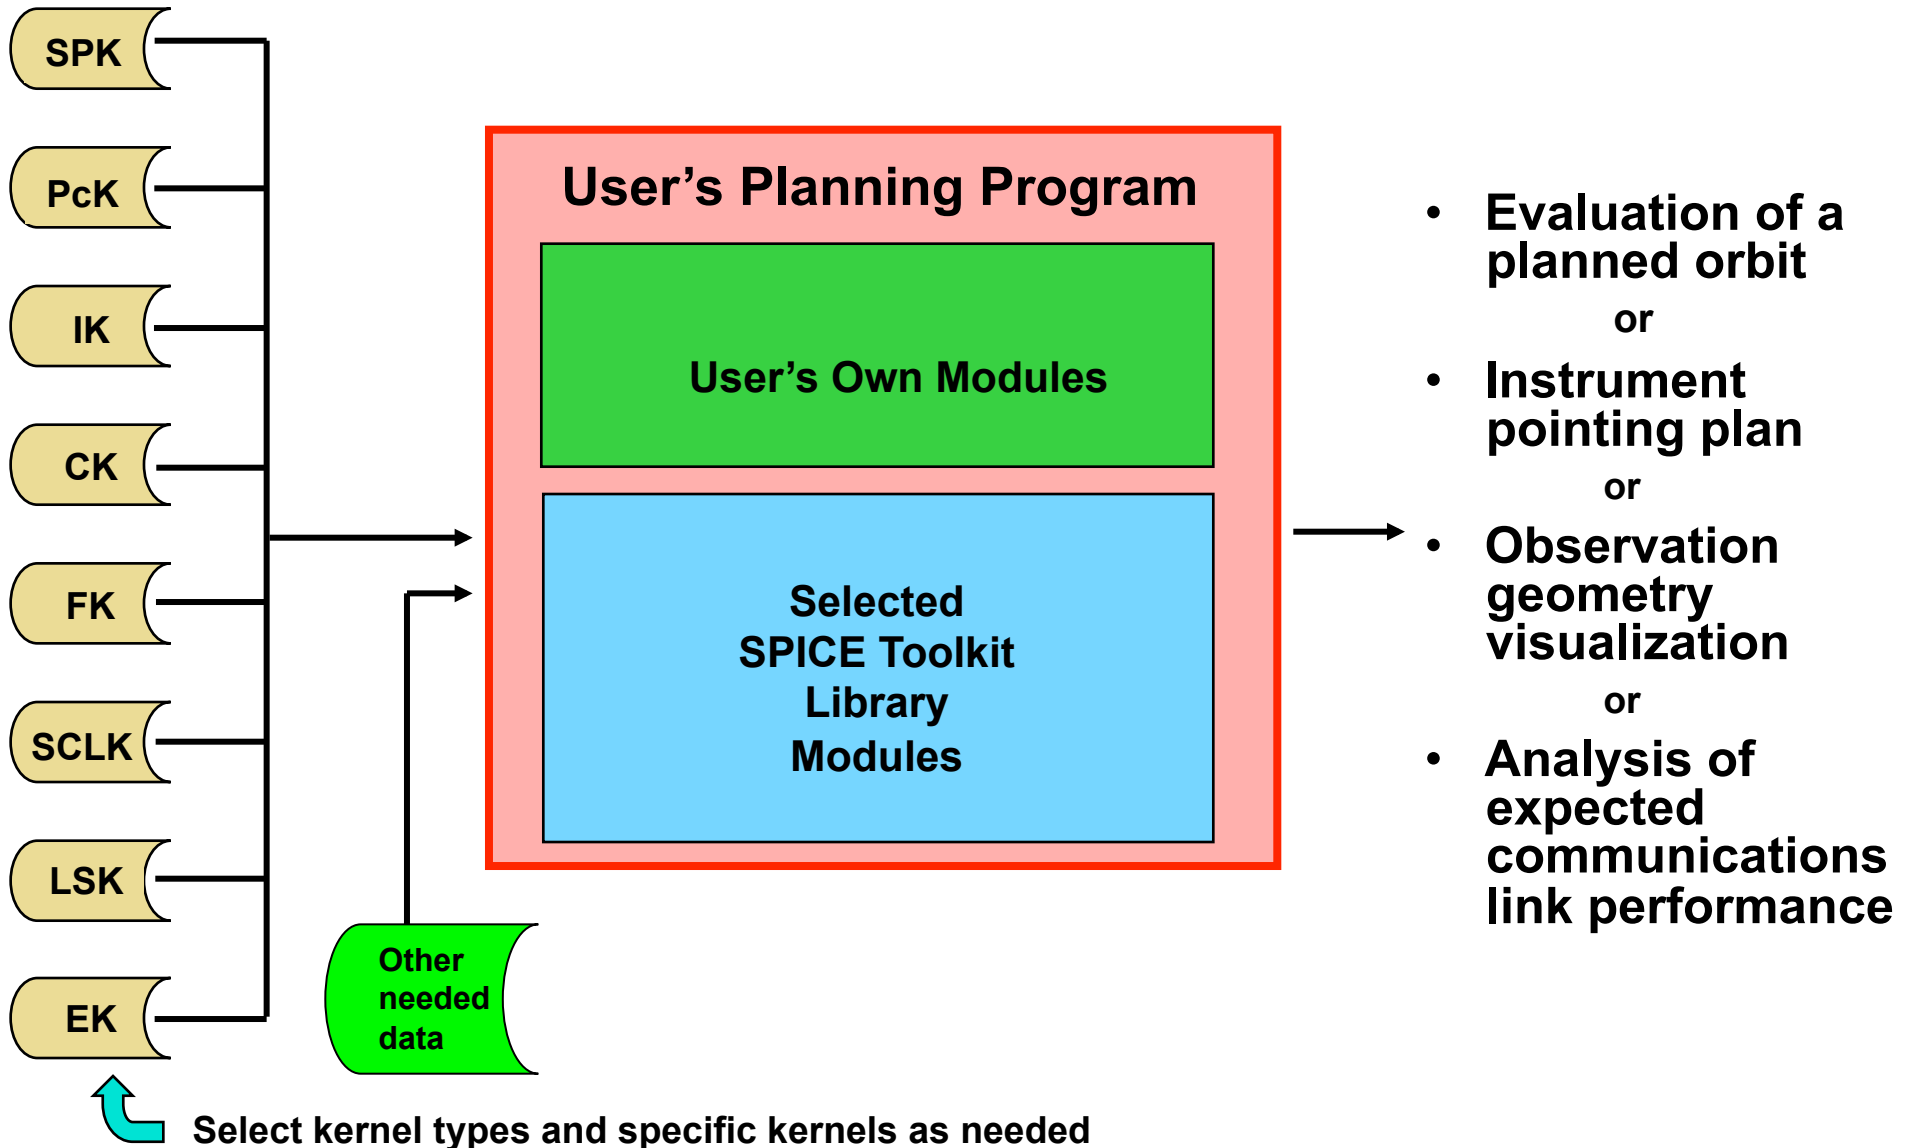 SPK
PcK
IK
CK
FK
SCLK
LSK
EK
Select kernel types and specific kernels as needed
Other
needed
data
User’s Planning Program
User’s Own Modules
Selected
SPICE Toolkit
Library
Modules
• Evaluation of a
planned orbit
or
• Instrument
pointing plan
or
• Observation
geometry
visualization
or
• Analysis of
expected
communications
link performance